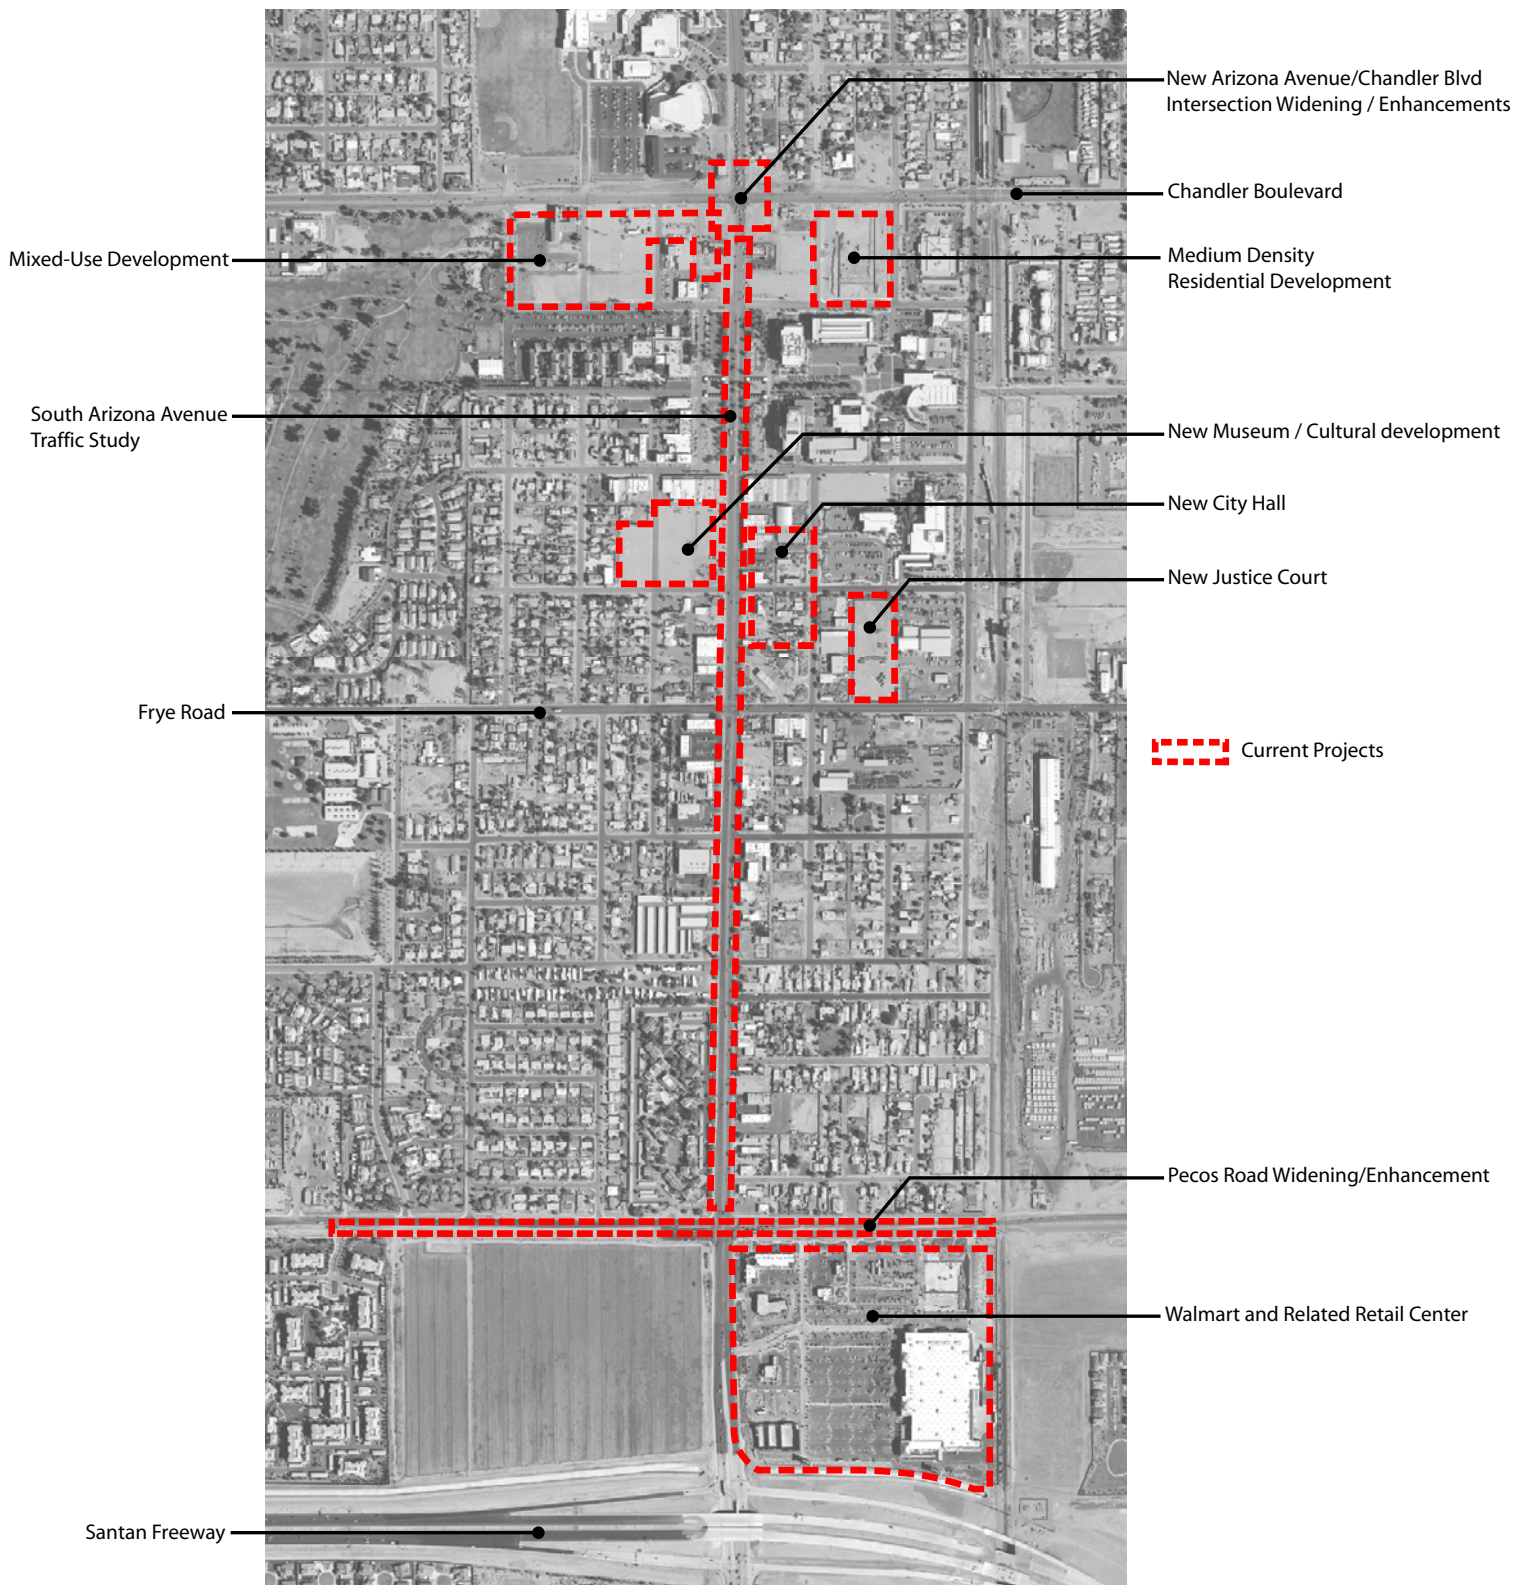 New Arizona Avenue/Chandler Blvd
Intersection Widening / Enhancements
Chandler Boulevard
Mixed-Use Development
Medium Density
Residential Development
South Arizona Avenue
Traffic Study
New Museum / Cultural development
New City Hall
New Justice Court
Frye Road
Current Projects
Pecos Road Widening/Enhancement
Walmart and Related Retail Center
Santan Freeway